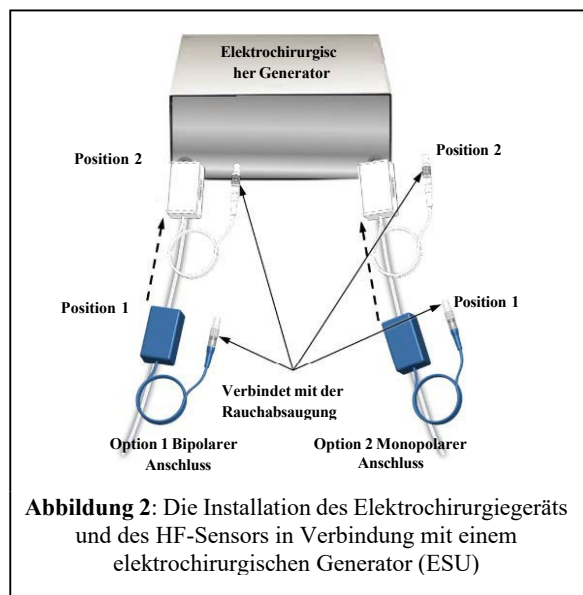 Elektrochirurgisc
her Generator
Position 2
Position 2
Position 1
Position 1
Verbindet mit der
Rauchabsaugung
Option 1 Bipolarer
Anschluss
Option 2 Monopolarer
Anschluss
Abbildung 2: Die Installation des Elektrochirurgiegeräts
und des HF-Sensors in Verbindung mit einem
elektrochirurgischen Generator (ESU)